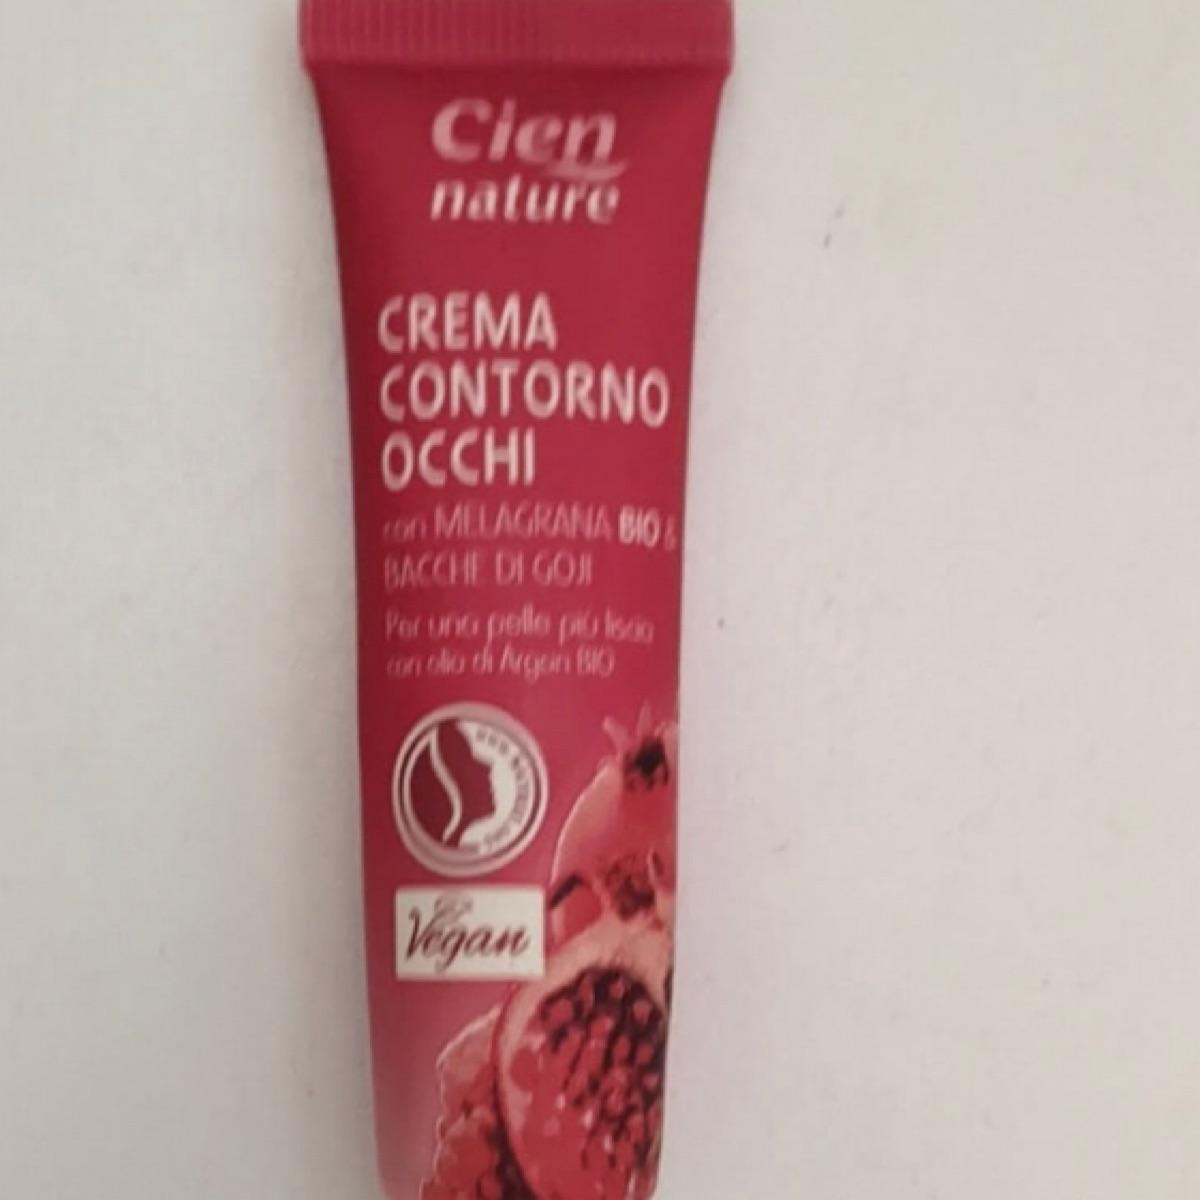 Cien
nature
CREMA
CONTORNO
OCCHI
con MELAGRANA BIO &
BACCHE DI GOJI
Per una pelle più liscia
con olio di Argan BIO
Vegan